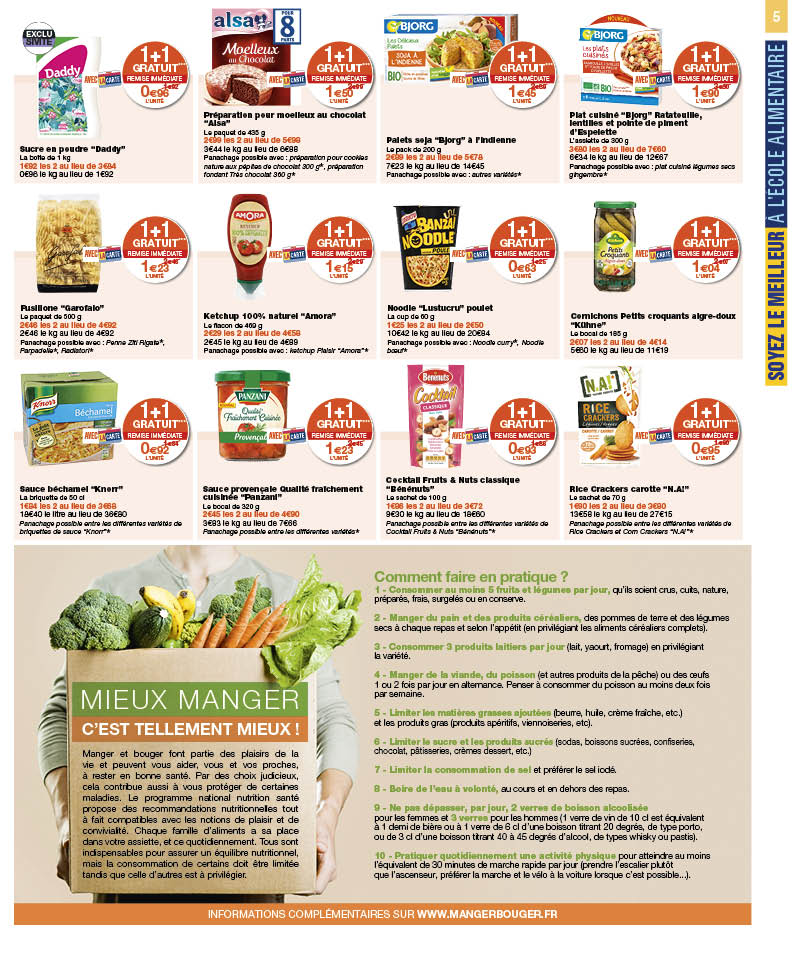 5
SOYEZ LE MEILLEUR À L'ÉCOLE ALIMENTAIRE
EXCLU
SIVITÉ
Daddy
AVEC LA CARTE
1+1
GRATUIT
REMISE IMMÉDIATE
1€92
0€96
L'UNITÉ
Sucre en poudre “Daddy”
La boîte de 1 kg
1€92 les 2 au lieu de 3€84
0€96 le kg au lieu de 1€92
alsa
POUR
8
PARTS
Moelleux
au Chocolat
AVEC LA CARTE
1+1
GRATUIT
REMISE IMMÉDIATE
2€99
1€50
L'UNITÉ
Préparation pour moelleux au chocolat
“Alsa”
Le paquet de 435 g
2€99 les 2 au lieu de 5€98
3€44 le kg au lieu de 6€88
Panachage possible avec : préparation pour cookies
nature aux pépites de chocolat 300 g*, préparation
fondant Très chocolat 360 g*
BJORG
Les Délicieux
Palets
SOJA À
L'INDIENNE
BIO
AVEC LA CARTE
1+1
GRATUIT
REMISE IMMÉDIATE
2€89
1€45
L'UNITÉ
Palets soja “Bjorg” à l'indienne
Le pack de 200 g
2€89 les 2 au lieu de 5€78
7€23 le kg au lieu de 14€45
Panachage possible avec : autres variétés*
NOUVEAU
BJORG
Les plats
cuisinés
BIO
AVEC LA CARTE
1+1
GRATUIT
REMISE IMMÉDIATE
3€80
1€90
L'UNITÉ
Plat cuisiné “Bjorg” Ratatouille,
lentilles et pointe de piment
d'Espelette
L'assiette de 300 g
3€80 les 2 au lieu de 7€60
6€34 le kg au lieu de 12€67
Panachage possible avec : plat cuisiné légumes secs
gingembre*
Garofalo
AVEC LA CARTE
1+1
GRATUIT
REMISE IMMÉDIATE
2€46
1€23
L'UNITÉ
Fusillone “Garofalo”
Le paquet de 500 g
2€46 les 2 au lieu de 4€92
2€46 le kg au lieu de 4€92
Panachage possible avec : Penne Ziti Rigate*,
Parpadelle*, Radiatori*
AMORA
KETCHUP
AVEC LA CARTE
1+1
GRATUIT
REMISE IMMÉDIATE
2€29
1€15
L'UNITÉ
Ketchup 100% naturel “Amora”
Le flacon de 469 g
2€29 les 2 au lieu de 4€58
2€45 le kg au lieu de 4€89
Panachage possible avec : ketchup Plaisir “Amora”*
BANZAI
NOODLE
POULET
AVEC LA CARTE
1+1
GRATUIT
REMISE IMMÉDIATE
1€25
0€63
L'UNITÉ
Noodle “Lustucru” poulet
La cup de 60 g
1€25 les 2 au lieu de 2€50
10€42 le kg au lieu de 20€84
Panachage possible avec : Noodle curry*, Noodle
bœuf*
Kühne
Petits
Croquants
Aigres-doux
AVEC LA CARTE
1+1
GRATUIT
REMISE IMMÉDIATE
2€07
1€04
L'UNITÉ
Cornichons Petits croquants aigre-doux
“Kühne”
Le bocal de 185 g
2€07 les 2 au lieu de 4€14
5€60 le kg au lieu de 11€19
Knorr
Béchamel
AVEC LA CARTE
1+1
GRATUIT
REMISE IMMÉDIATE
1€84
0€92
L'UNITÉ
Sauce béchamel “Knorr”
La briquette de 50 cl
1€84 les 2 au lieu de 3€68
18€40 le litre au lieu de 36€80
Panachage possible entre les différentes variétés de
briquettes de sauce “Knorr”*
PANZANI
Qualité
Fraîchement Cuisinée
Provençale
AVEC LA CARTE
1+1
GRATUIT
REMISE IMMÉDIATE
2€45
1€23
L'UNITÉ
Sauce provençale Qualité fraîchement
cuisinée “Panzani”
Le bocal de 320 g
2€45 les 2 au lieu de 4€90
3€83 le kg au lieu de 7€66
Panachage possible entre les différentes variétés*
Bénénuts
Cocktail
CLASSIQUE
AVEC LA CARTE
1+1
GRATUIT
REMISE IMMÉDIATE
1€86
0€93
L'UNITÉ
Cocktail Fruits & Nuts classique
“Bénénuts”
Le sachet de 100 g
1€86 les 2 au lieu de 3€72
9€30 le kg au lieu de 18€60
Panachage possible entre les différentes variétés de
Cocktail Fruits & Nuts “Bénénuts”*
N.A!
RICE
CRACKERS
AVEC LA CARTE
1+1
GRATUIT
REMISE IMMÉDIATE
1€90
0€95
L'UNITÉ
Rice Crackers carotte “N.A!”
Le sachet de 70 g
1€90 les 2 au lieu de 3€80
13€58 le kg au lieu de 27€15
Panachage possible entre les différentes variétés de
Rice Crackers et Corn Crackers “N.A!”*
MIEUX MANGER
C'EST TELLEMENT MIEUX !
Manger et bouger font partie des plaisirs de la
vie et peuvent vous aider, vous et vos proches,
à rester en bonne santé. Par des choix judicieux,
cela contribue aussi à vous protéger de certaines
maladies. Le programme national nutrition santé
propose des recommandations nutritionnelles tout
à fait compatibles avec les notions de plaisir et de
convivialité. Chaque famille d'aliments a sa place
dans votre assiette, et ce quotidiennement. Tous sont
indispensables pour assurer un équilibre nutritionnel,
mais la consommation de certains doit être limitée
tandis que celle d'autres est à privilégier.
Comment faire en pratique ?
1 - Consommer au moins 5 fruits et légumes par jour, qu'ils soient crus, cuits, nature,
préparés, frais, surgelés ou en conserve.
2 - Manger du pain et des produits céréaliers, des pommes de terre et des légumes
secs à chaque repas et selon l'appétit (en privilégiant les aliments céréaliers complets).
3 - Consommer 3 produits laitiers par jour (lait, yaourt, fromage) en privilégiant
la variété.
4 - Manger de la viande, du poisson (et autres produits de la pêche) ou des œufs
1 ou 2 fois par jour en alternance. Penser à consommer du poisson au moins deux fois
par semaine.
5 - Limiter les matières grasses ajoutées (beurre, huile, crème fraîche, etc.)
et les produits gras (produits apéritifs, viennoiseries, etc).
6 - Limiter le sucre et les produits sucrés (sodas, boissons sucrées, confiseries,
chocolat, pâtisseries, crèmes dessert, etc.)
7 - Limiter la consommation de sel et préférer le sel iodé.
8 - Boire de l'eau à volonté, au cours et en dehors des repas.
9 - Ne pas dépasser, par jour, 2 verres de boisson alcoolisée
pour les femmes et 3 verres pour les hommes (1 verre de vin de 10 cl est équivalent
à 1 demi de bière ou à 1 verre de 6 cl d'une boisson titrant 20 degrés, de type porto,
ou de 3 cl d'une boisson titrant 40 à 45 degrés d'alcool, de types whisky ou pastis).
10 - Pratiquer quotidiennement une activité physique pour atteindre au moins
l'équivalent de 30 minutes de marche rapide par jour (prendre l'escalier plutôt
que l'ascenseur, préférer la marche et le vélo à la voiture lorsque c'est possible...).
INFORMATIONS COMPLÉMENTAIRES SUR WWW.MANGERBOUGER.FR